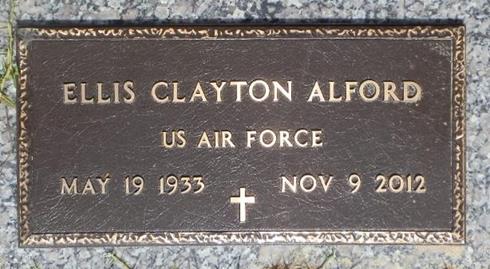 ELLIS CLAYTON ALFORD
US AIR FORCE
MAY 19 1933 NOV 9 2012